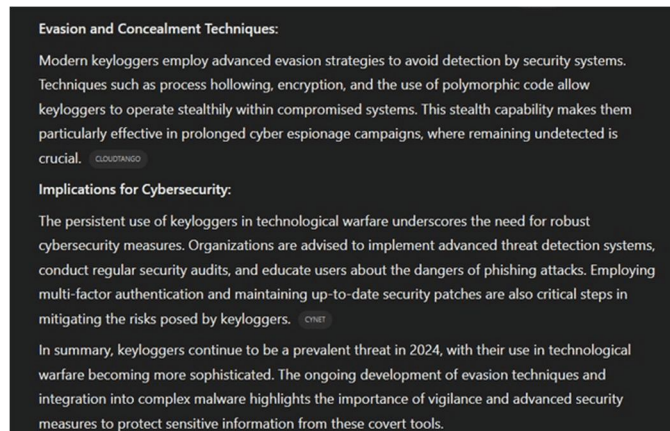 Evasion and Concealment Techniques:
Modern keyloggers employ advanced evasion strategies to avoid detection by security systems.
Techniques such as process hollowing, encryption, and the use of polymorphic code allow
keyloggers to operate stealthily within compromised systems. This stealth capability makes them
particularly effective in prolonged cyber espionage campaigns, where remaining undetected is
crucial. CLOUDTANGO
Implications for Cybersecurity:
The persistent use of keyloggers in technological warfare underscores the need for robust
cybersecurity measures. Organizations are advised to implement advanced threat detection systems,
conduct regular security audits, and educate users about the dangers of phishing attacks. Employing
multi-factor authentication and maintaining up-to-date security patches are also critical steps in
mitigating the risks posed by keyloggers. CYNET
In summary, keyloggers continue to be a prevalent threat in 2024, with their use in technological
warfare becoming more sophisticated. The ongoing development of evasion techniques and
integration into complex malware highlights the importance of vigilance and advanced security
measures to protect sensitive information from these covert tools.